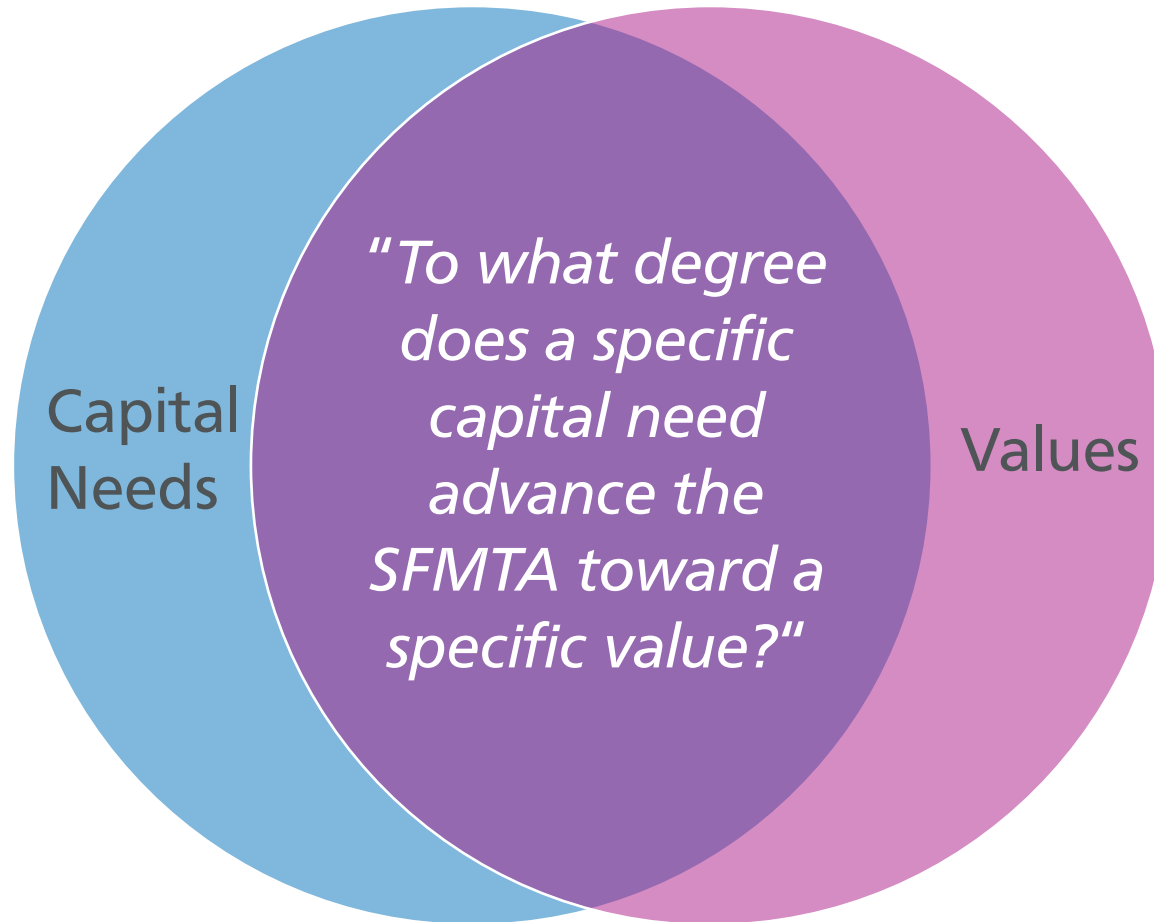 Capital
Needs
"To what degree
does a specific
capital need
advance the
SFMTA toward a
specific value?"
Values